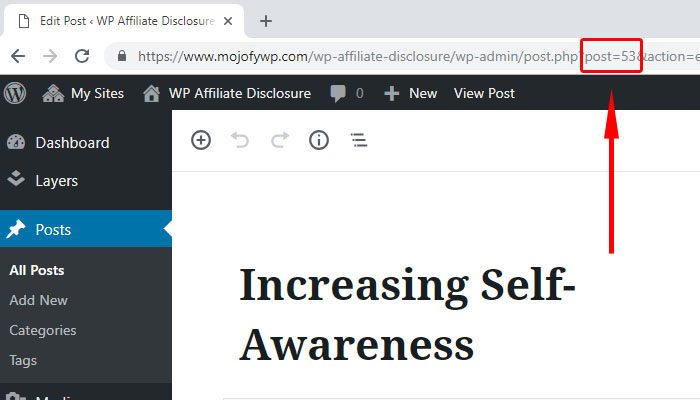 Edit Post ‹ WP Affiliate Disclosure
https://www.mojofywp.com/wp-affiliate-disclosure/wp-admin/post.php?post=53&action=e
My Sites WP Affiliate Disclosure 0 New View Post
Dashboard
Layers
Posts
All Posts
Add New
Categories
Tags
Increasing Self-
Awareness